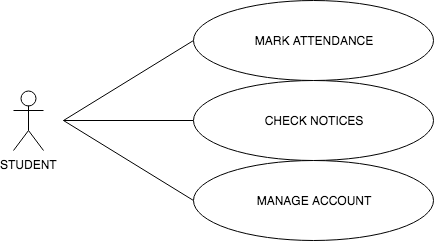 MARK ATTENDANCE
CHECK NOTICES
STUDENT
MANAGE ACCOUNT